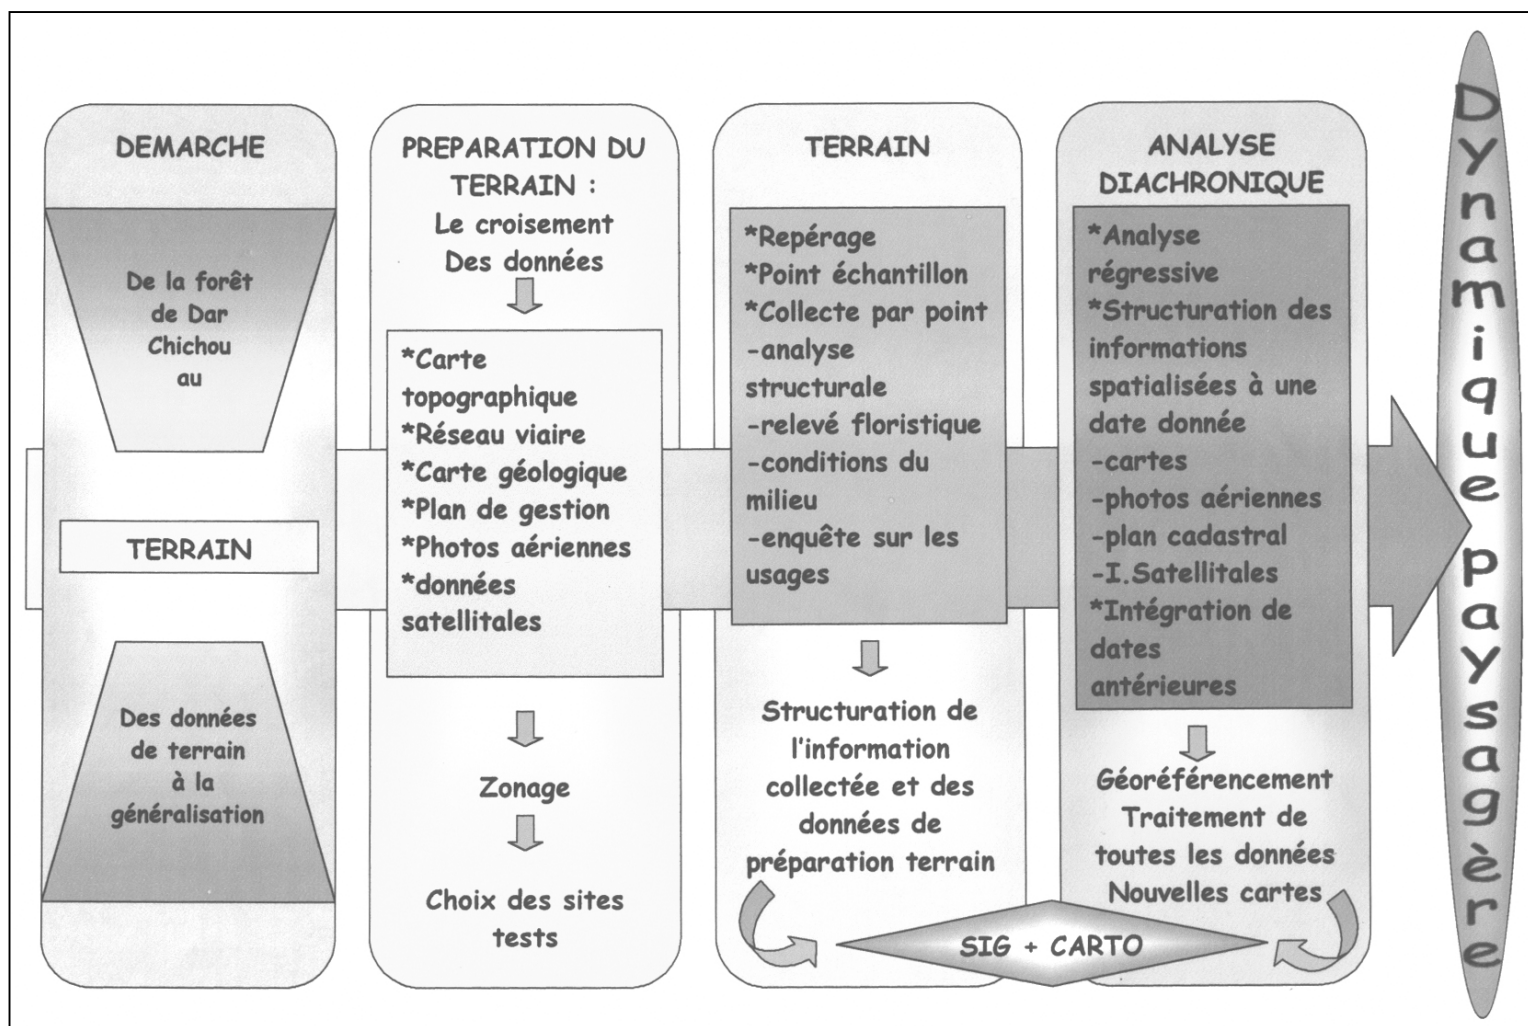 DEMARCHE
De la forêt
de Dar
Chichou
au
TERRAIN
Des données
de terrain
à la
généralisation
PREPARATION DU
TERRAIN :
Le croisement
Des données
*Carte
topographique
*Réseau viaire
*Carte géologique
*Plan de gestion
*Photos aériennes
*données
satellitales
Zonage
Choix des sites
tests
TERRAIN
*Repérage
*Point échantillon
*Collecte par point
-analyse
structurale
-relevé floristique
-conditions du
milieu
-enquête sur les
usages
Structuration de
l'information
collectée et des
données de
préparation terrain
ANALYSE
DIACHRONIQUE
*Analyse
régressive
*Structuration des
informations
spatialisées à une
date donnée
-cartes
-photos aériennes
-plan cadastral
-I.Satellitales
*Intégration de
dates
antérieures
Géoréférencement
Traitement de
toutes les données
Nouvelles cartes
SIG + CARTO
Dynamique paysagère